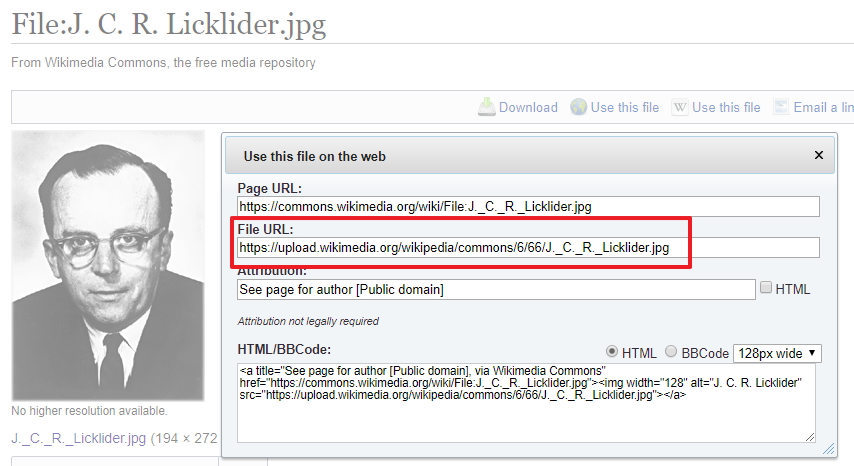 File:J. C. R. Licklider.jpg
From Wikimedia Commons, the free media repository
Download Use this file W Use this file Email a lin
Use this file on the web x
Page URL:
https://commons.wikimedia.org/wiki/File:J._C._R._Licklider.jpg
File URL:
https://upload.wikimedia.org/wikipedia/commons/6/66/J._C._R._Licklider.jpg
Attribution:
See page for author [Public domain] HTML
Attribution not legally required
HTML/BBCode: HTML BBCode 128px wide
<a title="See page for author [Public domain], via Wikimedia Commons"
href="https://commons.wikimedia.org/wiki/File:J._C._R._Licklider.jpg"><img width="128" alt="J. C. R. Licklider"
src="https://upload.wikimedia.org/wikipedia/commons/6/66/J._C._R._Licklider.jpg"></a>
No higher resolution available.
J._C._R._Licklider.jpg (194 × 272